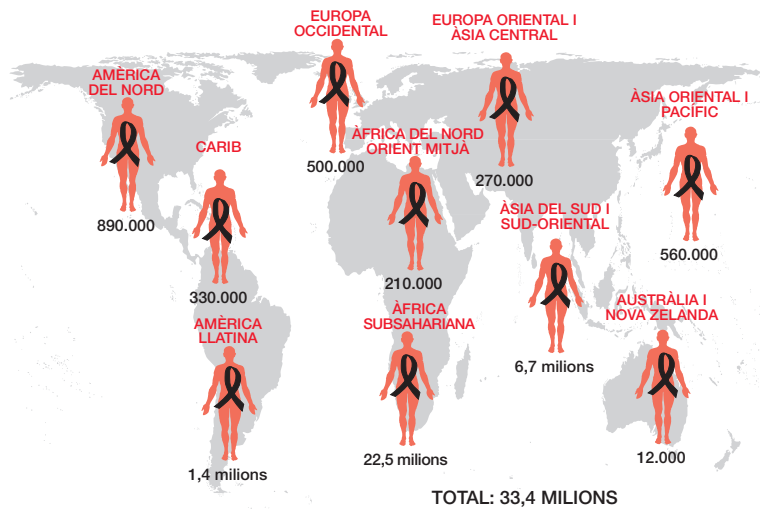 AMÈRICA
DEL NORD
890.000
CARIB
330.000
AMÈRICA
LLATINA
1,4 milions
EUROPA
OCCIDENTAL
500.000
ÀFRICA DEL NORD
ORIENT MITJÀ
210.000
ÀFRICA
SUBSAHARIANA
22,5 milions
EUROPA ORIENTAL I
ÀSIA CENTRAL
270.000
ÀSIA DEL SUD I
SUD-ORIENTAL
6,7 milions
ÀSIA ORIENTAL I
PACÍFIC
560.000
AUSTRÀLIA I
NOVA ZELANDA
12.000
TOTAL: 33,4 MILIONS